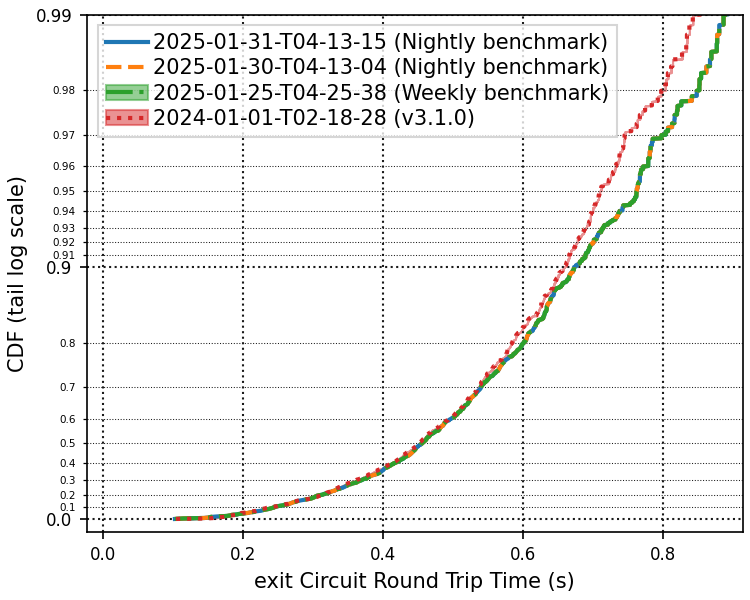 0.99
2025-01-31-T04-13-15 (Nightly benchmark)
2025-01-30-T04-13-04 (Nightly benchmark)
2025-01-25-T04-25-38 (Weekly benchmark)
2024-01-01-T02-18-28 (v3.1.0)
0.98
0.97
0.96
0.95
0.94
0.93
0.92
0.91
0.9
0.8
0.7
0.6
0.5
0.4
0.3
0.2
0.1
0.0
CDF (tail log scale)
0.0 0.2 0.4 0.6 0.8
exit Circuit Round Trip Time (s)